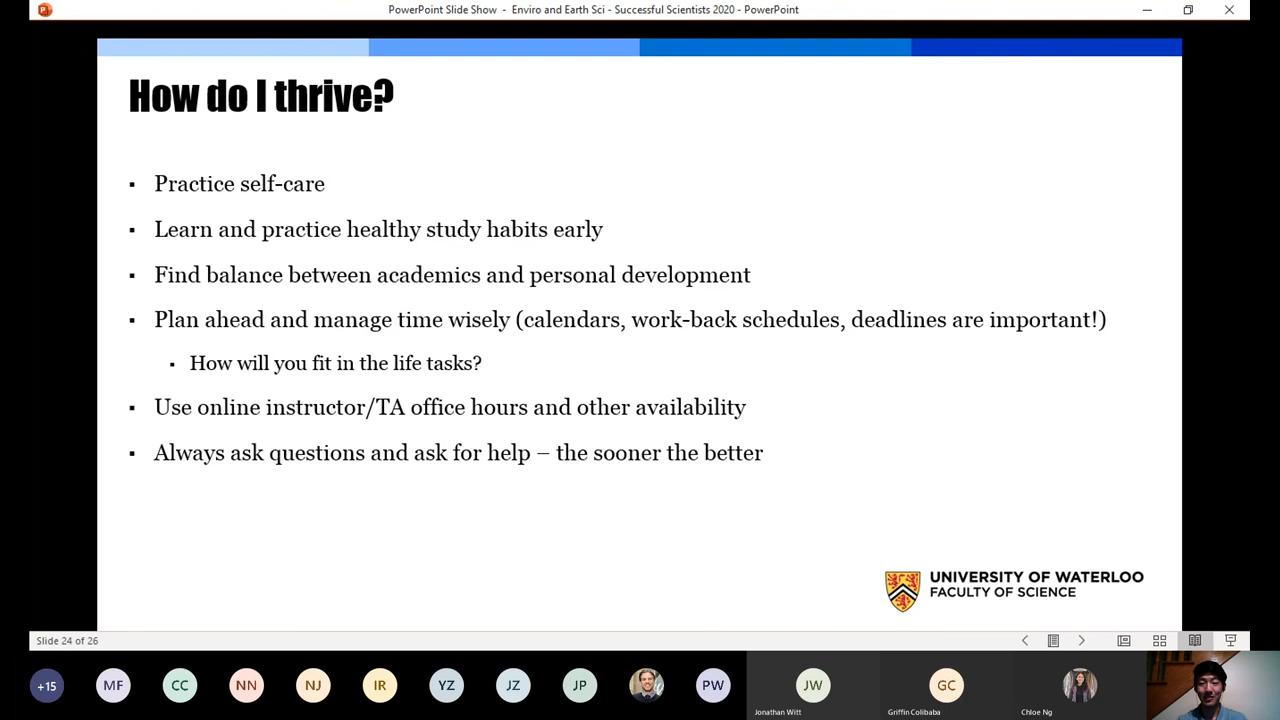 PowerPoint Slide Show - Enviro and Earth Sci - Successful Scientists 2020 - PowerPoint
How do I thrive?
▪ Practice self-care
▪ Learn and practice healthy study habits early
▪ Find balance between academics and personal development
▪ Plan ahead and manage time wisely (calendars, work-back schedules, deadlines are important!)
▪ How will you fit in the life tasks?
▪ Use online instructor/TA office hours and other availability
▪ Always ask questions and ask for help – the sooner the better
UNIVERSITY OF WATERLOO
FACULTY OF SCIENCE
Slide 24 of 26
+15 MF CC NN NJ IR YZ JZ JP PW JW GC
Jonathan Witt Griffin Colibaba Chloe Ng